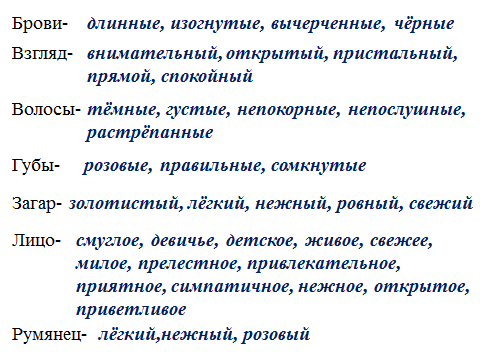 Брови- длинные, изогнутые, вычерченные, чёрные
Взгляд- внимательный, открытый, пристальный,
прямой, спокойный
Волосы- тёмные, густые, непокорные, непослушные,
растрёпанные
Губы- розовые, правильные, сомкнутые
Загар- золотистый, лёгкий, нежный, ровный, свежий
Лицо- смуглое, девичье, детское, живое, свежее,
милое, прелестное, привлекательное,
приятное, симпатичное, нежное, открытое,
приветливое
Румянец- лёгкий,нежный, розовый